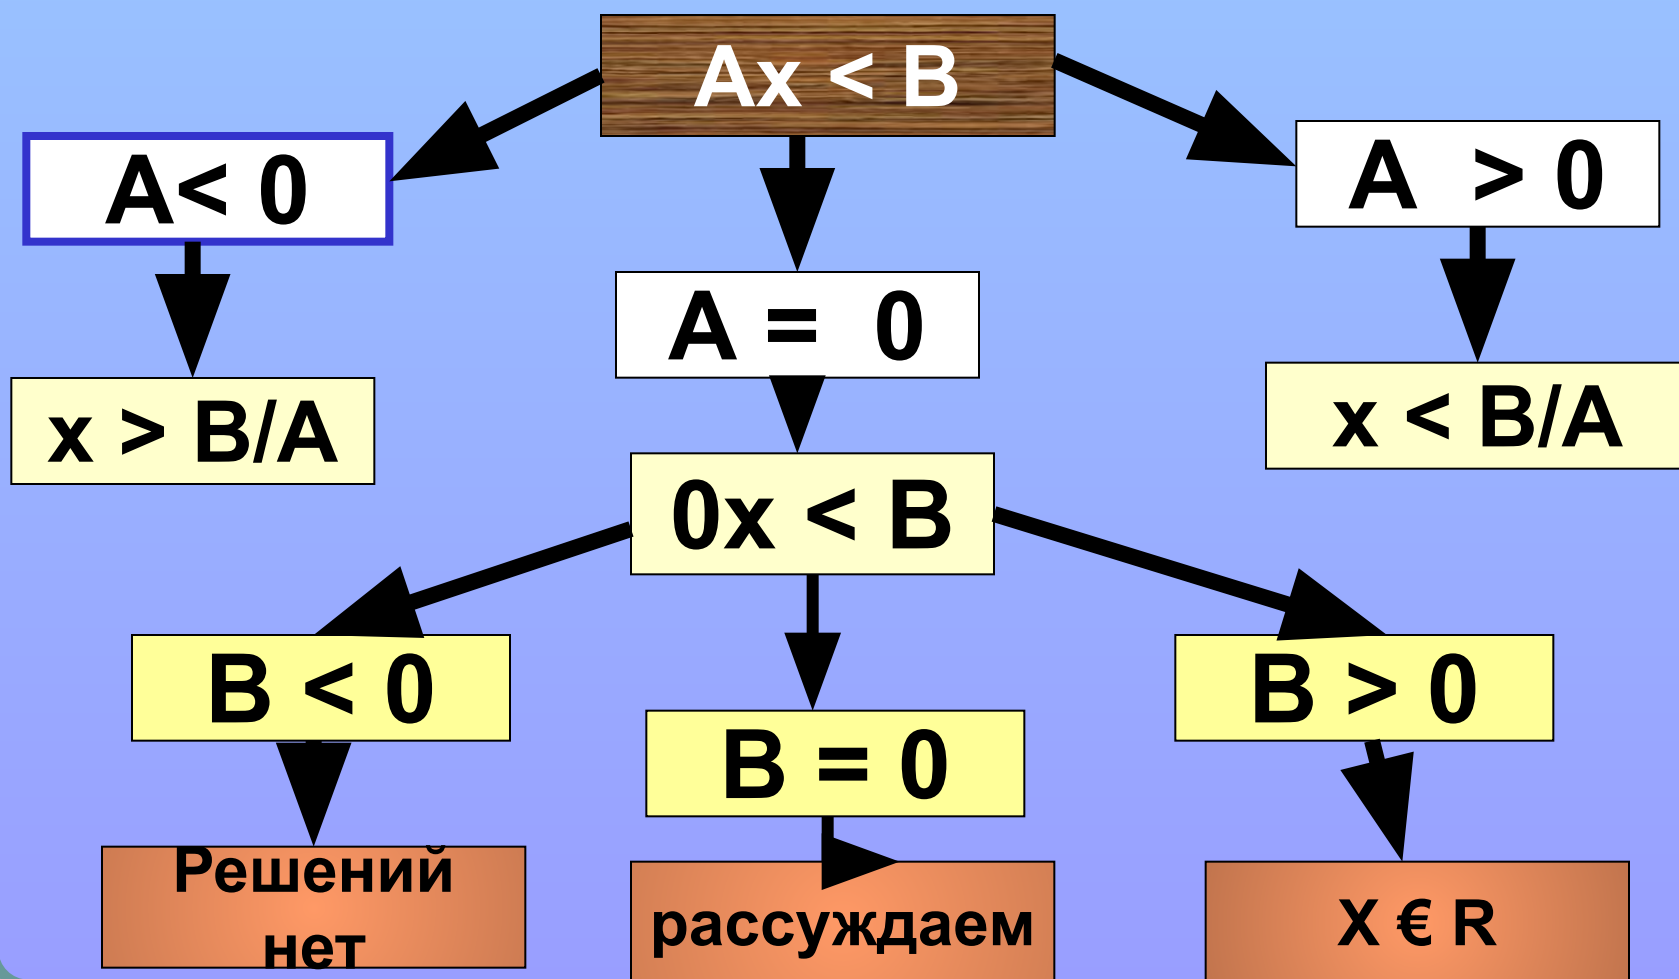 Ax < B
A< 0
A > 0
A = 0
x > B/A
x < B/A
0x < B
B < 0
B > 0
B = 0
Решений
нет
рассуждаем
X € R